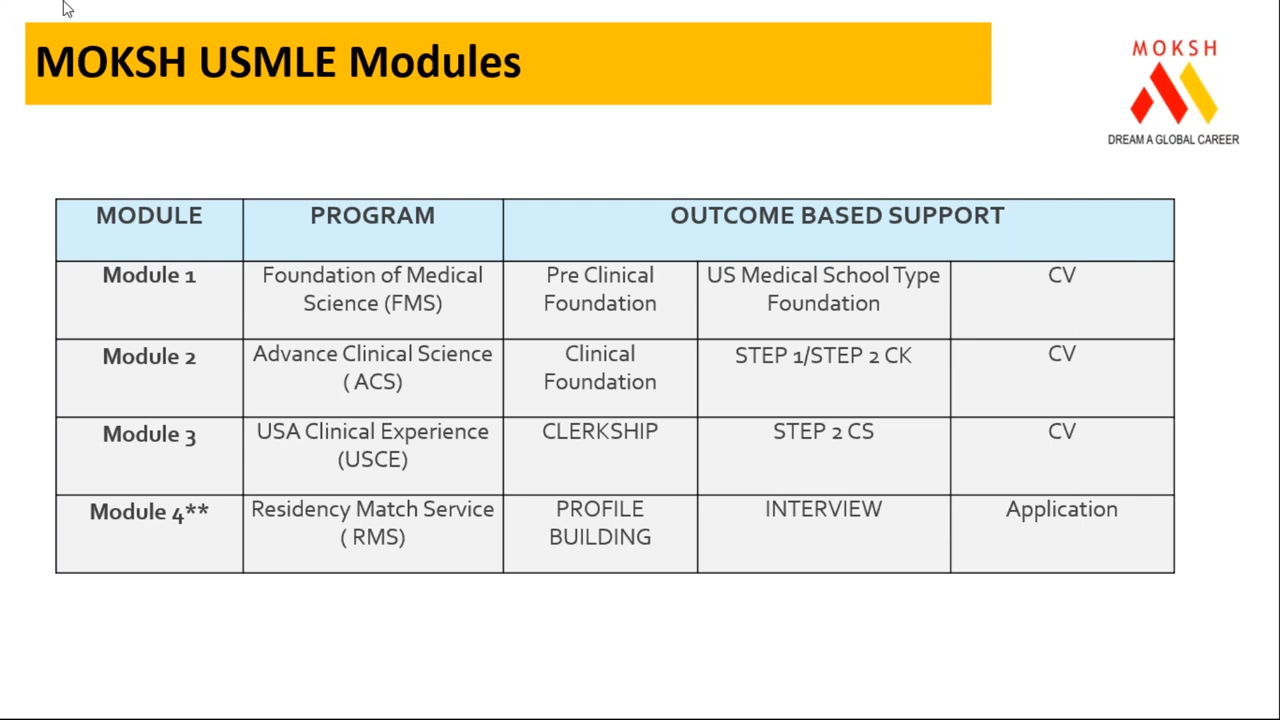 MOKSH USMLE Modules
MOKSH
DREAM A GLOBAL CAREER
MODULE PROGRAM OUTCOME BASED SUPPORT
Module 1 Foundation of Medical Pre Clinical US Medical School Type CV
Science (FMS) Foundation Foundation
Module 2 Advance Clinical Science Clinical STEP 1/STEP 2 CK CV
( ACS) Foundation
Module 3 USA Clinical Experience CLERKSHIP STEP 2 CS CV
(USCE)
Module 4** Residency Match Service PROFILE INTERVIEW Application
( RMS) BUILDING